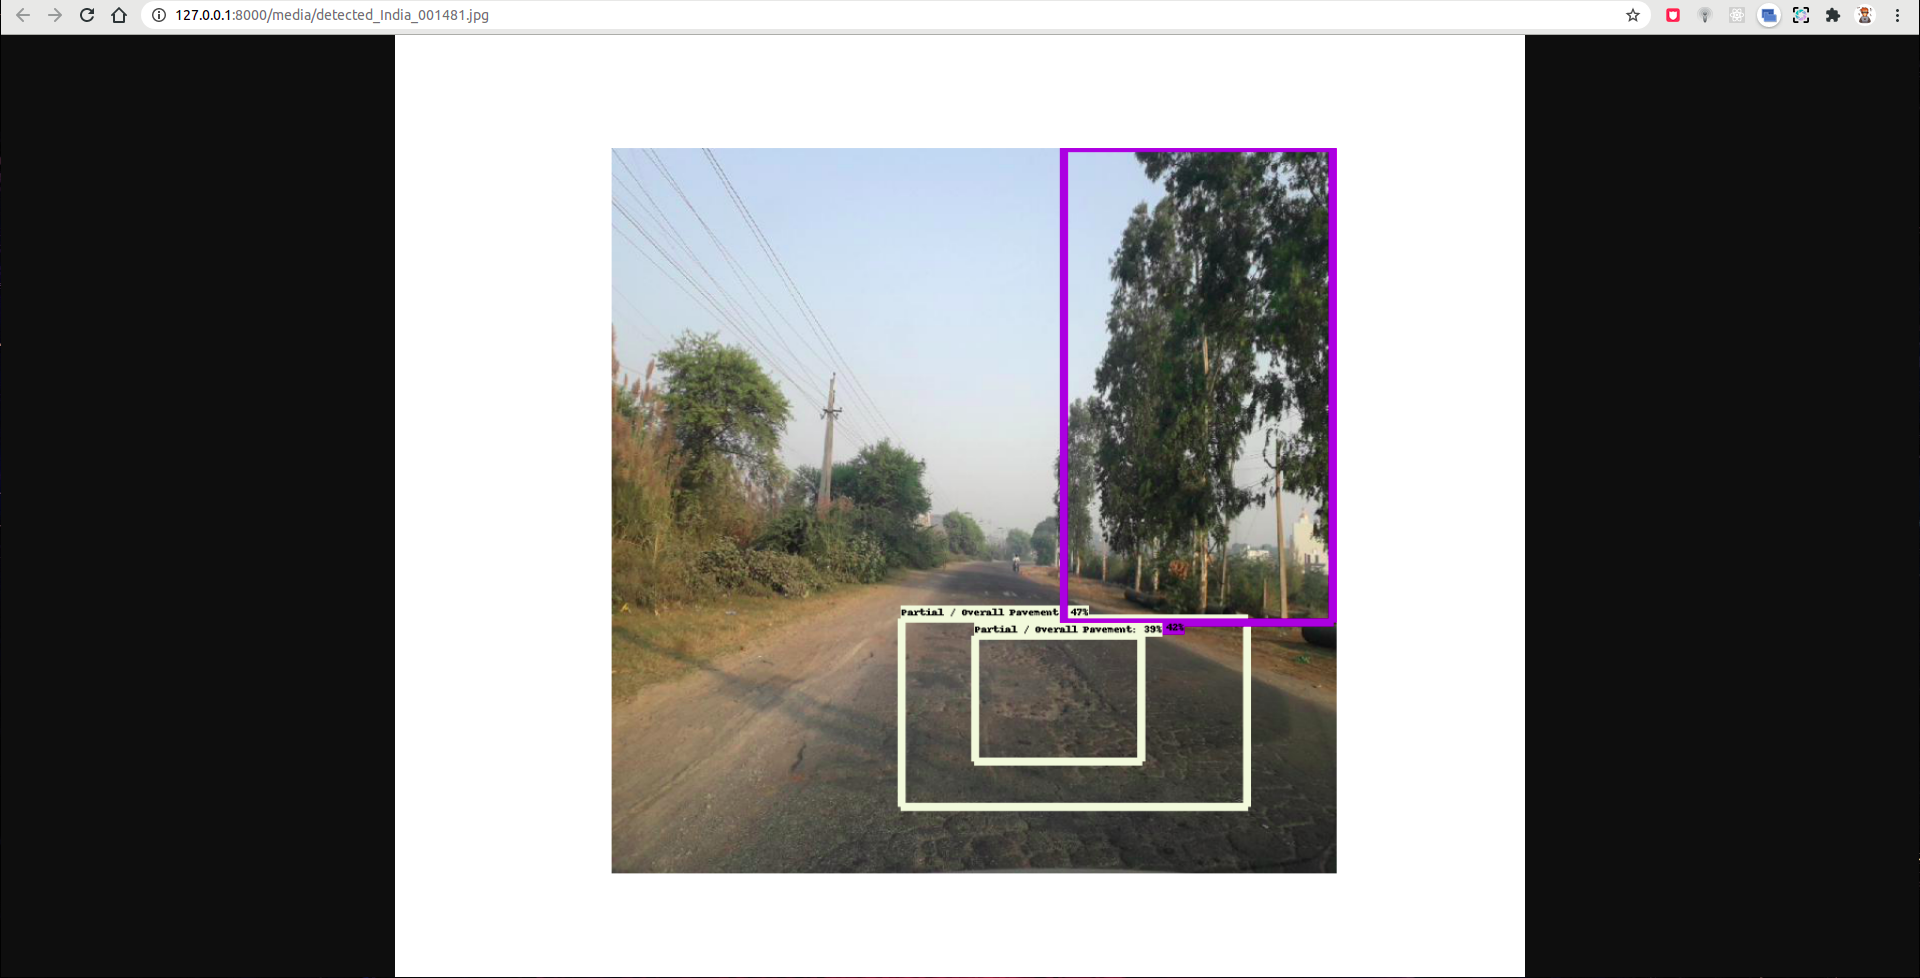 127.0.0.1:8000/media/detected_India_001481.jpg
Partial / Overall Pavement: 47%
Partial / Overall Pavement: 39%
42%